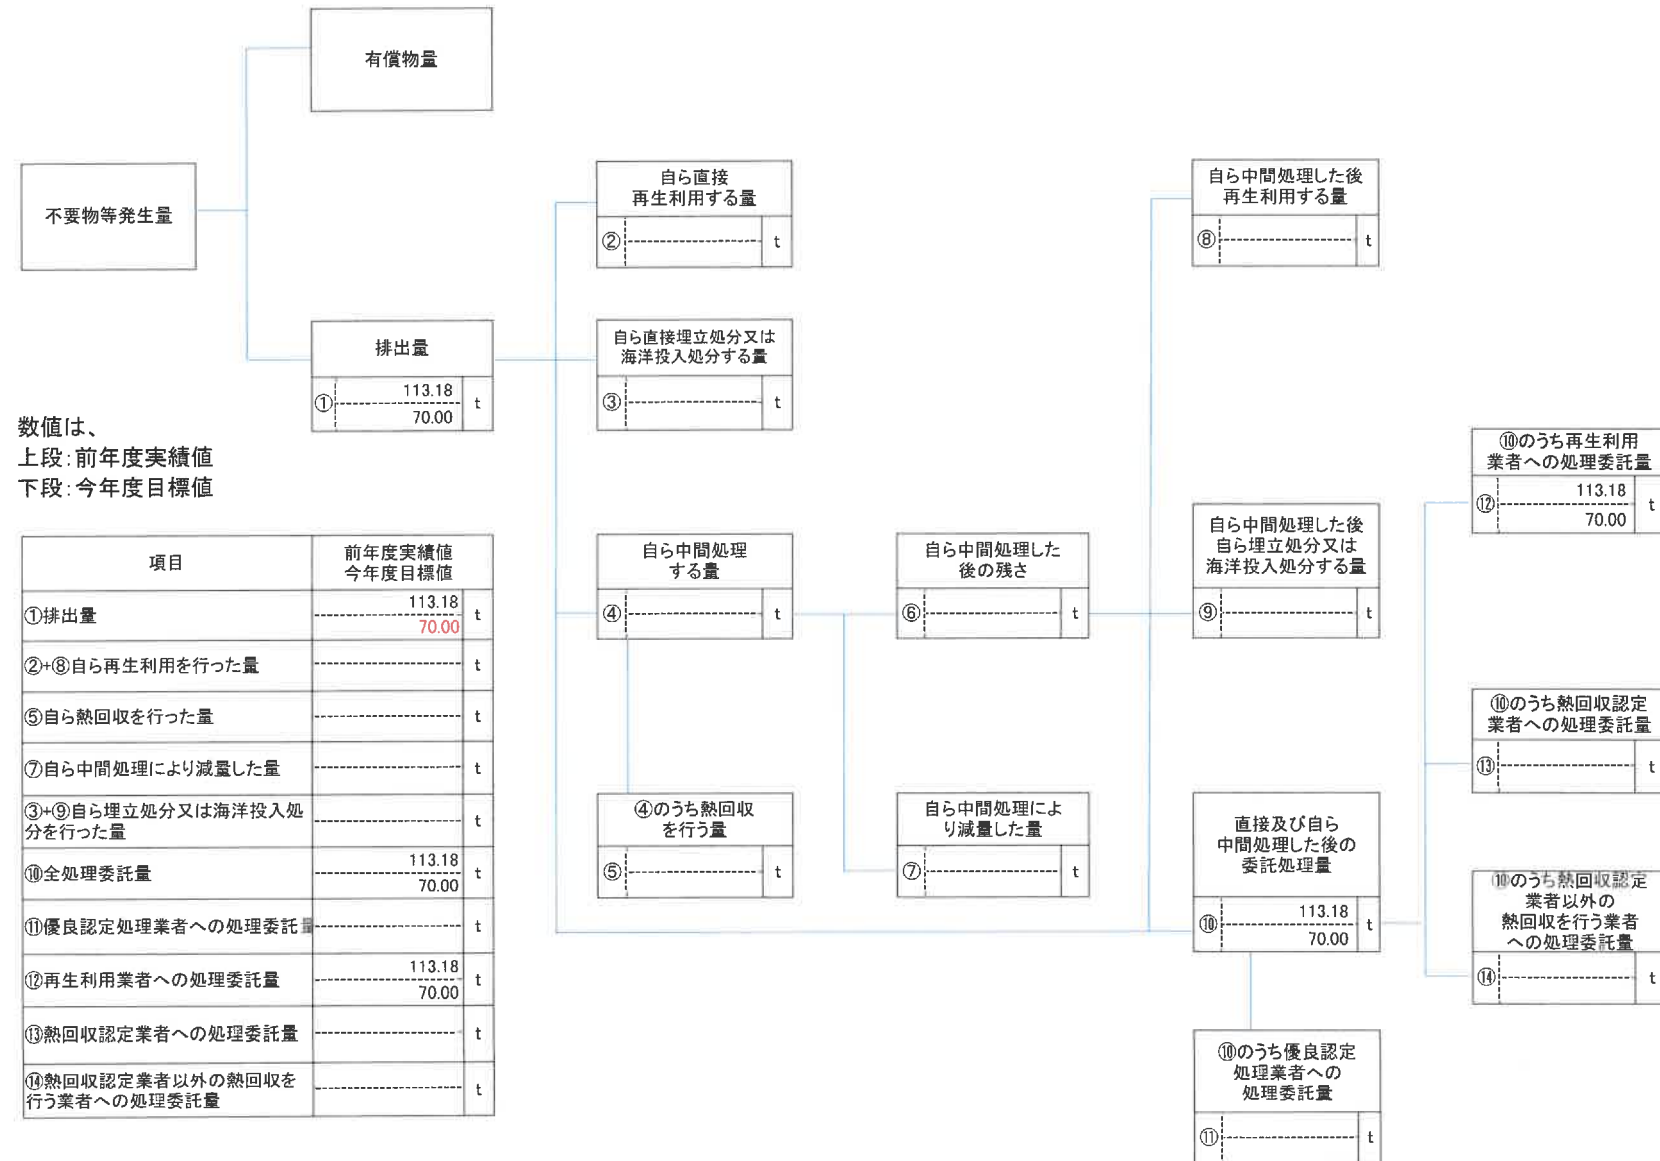 有償物量
不要物等発生量
排出量
①
113.18
70.00
t
数値は、
上段:前年度実績値
下段:今年度目標値
自ら直接
再生利用する量
②
t
自ら直接埋立処分又は
海洋投入処分する量
③
t
自ら中間処理
する量
④
t
④のうち熱回収
を行う量
⑤
t
自ら中間処理した
後の残さ
⑥
t
自ら中間処理によ
り減量した量
⑦
t
自ら中間処理した後
再生利用する量
⑧
t
自ら中間処理した後
自ら埋立処分又は
海洋投入処分する量
⑨
t
直接及び自ら
中間処理した後の
委託処理量
⑩
113.18
70.00
t
⑩のうち優良認定
処理業者への
処理委託量
⑪
t
⑩のうち再生利用
業者への処理委託量
⑫
113.18
70.00
t
⑩のうち熱回収認定
業者への処理委託量
⑬
t
⑩のうち熱回収認定
業者以外の
熱回収を行う業者
への処理委託量
⑭
t
項目
前年度実績値
今年度目標値
①排出量
113.18
70.00
t
②+⑧自ら再生利用を行った量
t
⑤自ら熱回収を行った量
t
⑦自ら中間処理により減量した量
t
③+⑨自ら埋立処分又は海洋投入処
分を行った量
t
⑩全処理委託量
113.18
70.00
t
⑪優良認定処理業者への処理委託量
t
⑫再生利用業者への処理委託量
113.18
70.00
t
⑬熱回収認定業者への処理委託量
t
⑭熱回収認定業者以外の熱回収を
行う業者への処理委託量
t